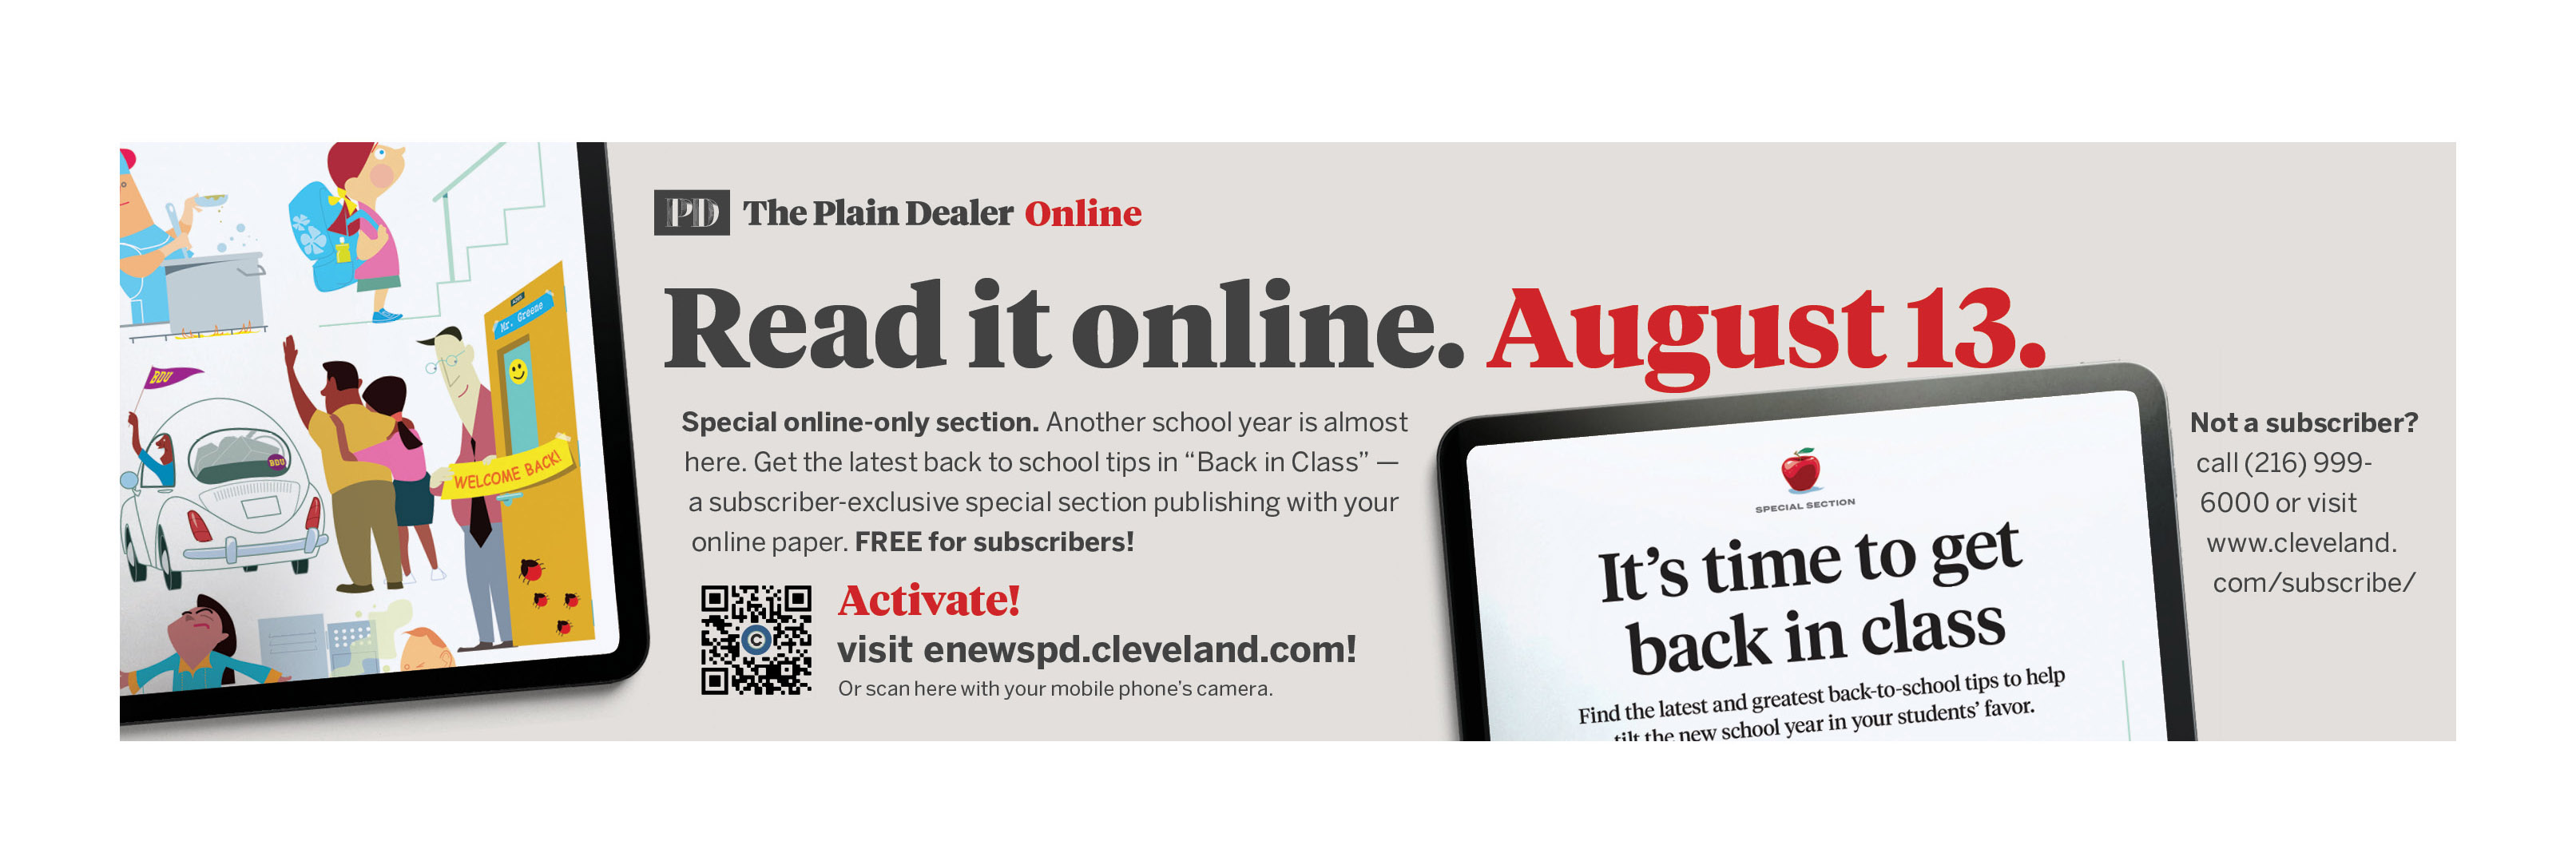 BDU
BDU
Mr. Greene
WELCOME BACK!
PD The Plain Dealer Online
Read it online. August 13.
Special online-only section. Another school year is almost
here. Get the latest back to school tips in “Back in Class” —
a subscriber-exclusive special section publishing with your
online paper. FREE for subscribers!
Activate!
visit enewspd.cleveland.com!
Or scan here with your mobile phone’s camera.
SPECIAL SECTION
It’s time to get
back in class
Find the latest and greatest back-to-school tips to help
tilt the new school year in your students’ favor.
Not a subscriber?
call (216) 999-
6000 or visit
www.cleveland.
com/subscribe/